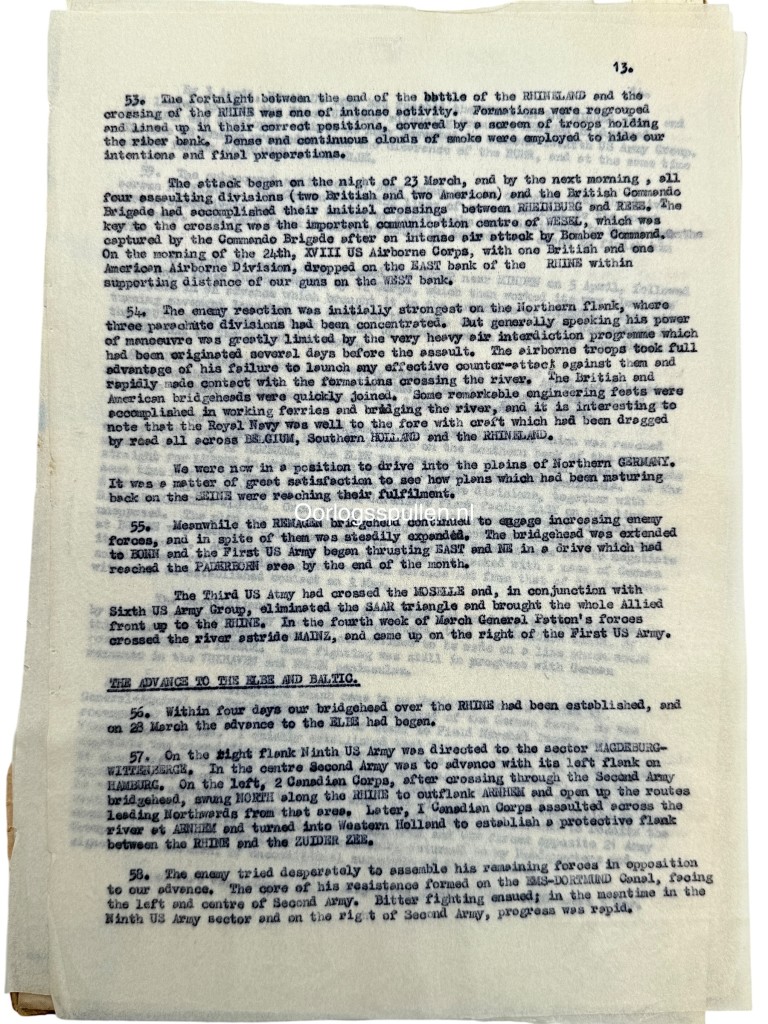 13.
53. The fortnight between the end of the battle of the RHINELAND and the
crossing of the RHINE was one of intense activity. Formations were regrouped
and lined up in their correct positions, covered by a screen of troops holding
the riber bank. Dense and continuous clouds of smoke were employed to hide our
intentions and final preparations.
The attack began on the night of 23 March, and by the next morning , all
four assaulting divisions (two British and two American) and the British Commando
Brigade had accomplished their initial crossings between RHEINBURG and REES. The
key to the crossing was the important communication centre of WESEL, which was
captured by the Commando Brigade after an intense air attack by Bomber Command.
On the morning of the 24th, XVIII US Airborne Corps, with one British and one
American Airborne Division, dropped on the EAST bank of the RHINE within
supporting distance of our guns on the WEST bank.
54. The enemy reaction was initially strongest on the Northern flank, where
three parachute divisions had been concentrated. But generally speaking his power
of manoeuvre was greatly limited by the very heavy air interdiction programme which
had been originated several days before the assault. The airborne troops took full
advantage of his failure to launch any effective counter-attack against them and
rapidly made contact with the formations crossing the river. The British and
American bridgeheads were quickly joined. Some remarkable engineering feats were
accomplished in working ferries and bridging the river, and it is interesting to
note that the Royal Navy was well to the fore with craft which had been dragged
by road all across BELGIUM, Southern HOLLAND and the RHINELAND.
We were now in a position to drive into the plains of Northern GERMANY.
It was a matter of great satisfaction to see how plans which had been maturing
back on the SEINE were reaching their fulfilment.
Oorlogsspullen.nl
55. Meanwhile the REMAGEN bridgehead continued to engage increasing enemy
forces, and in spite of them was steadily expanded. The bridgehead was extended
to BONN and the First US Army began thrusting EAST and NE in a drive which had
reached the PADERBORN area by the end of the month.
The Third US Atmy had crossed the MOSELLE and, in conjunction with
Sixth US Army Group, eliminated the SAAR triangle and brought the whole Allied
front up to the RHINE. In the fourth week of March General Patton's forces
crossed the river astride MAINZ, and came up on the right of the First US Army.
THE ADVANCE TO THE ELBE AND BALTIC.
56. Within four days our bridgehead over the RHINE had been established, and
on 28 March the advance to the ELBE had began.
57. On the right flank Ninth US Army was directed to the sector MAGDEBURG-
WITTENBERGE. In the centre Second Army was to advance with its left flank on
HAMBURG. On the left, 2 Canadian Corps, after crossing through the Second Army
bridgehead, swung NORTH along the RHINE to outflank ARNHEM and open up the routes
leading Northwards from that area. Later, I Canadian Corps assaulted across the
river at ARNHEM and turned into Western Holland to establish a protective flank
between the RHINE and the ZUIDER ZEE.
58. The enemy tried desperately to assemble his remaining forces in opposition
to our advance. The core of his resistance formed on the EMS-DORTMUND Canal, facing
the left and centre of Second Army. Bitter fighting ensued; in the meantime in the
Ninth US Army sector and on the right of Second Army, progress was rapid.